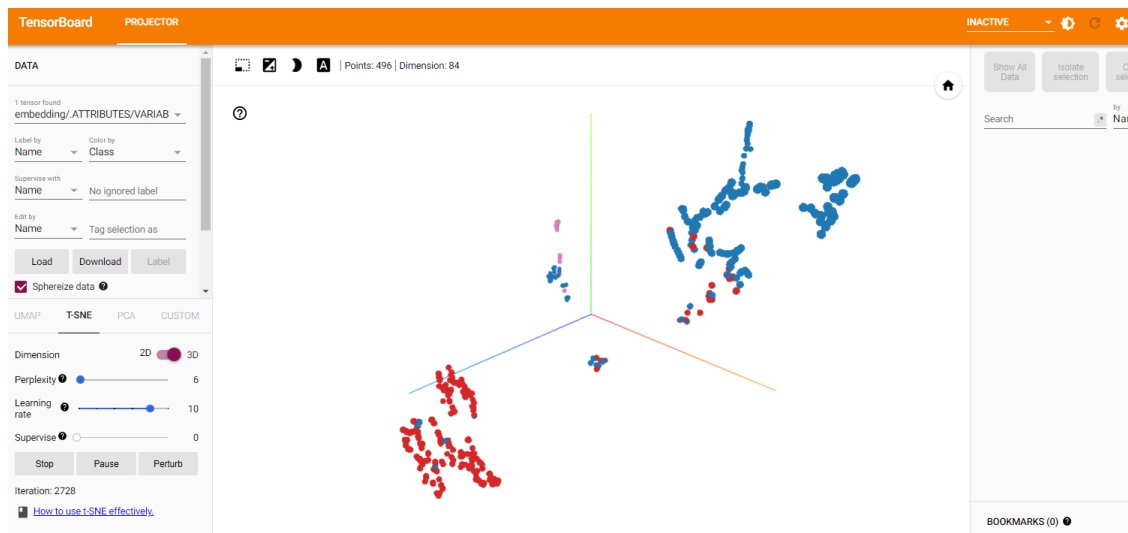 TensorBoard PROJECTOR INACTIVE
DATA
1 tensor found
embedding/.ATTRIBUTES/VARIAB
Label by Color by
Name Class
Supervise with
Name No ignored label
Edit by
Name Tag selection as
Load Download Label
Sphereize data
UMAP T-SNE PCA CUSTOM
Dimension 2D 3D
Perplexity 6
Learning
rate 10
Supervise 0
Stop Pause Perturb
Iteration: 2728
How to use t-SNE effectively.
A | Points: 496 | Dimension: 84
Show All
Data
Isolate
selection
C
sele
Search .* by
Nan
BOOKMARKS (0)